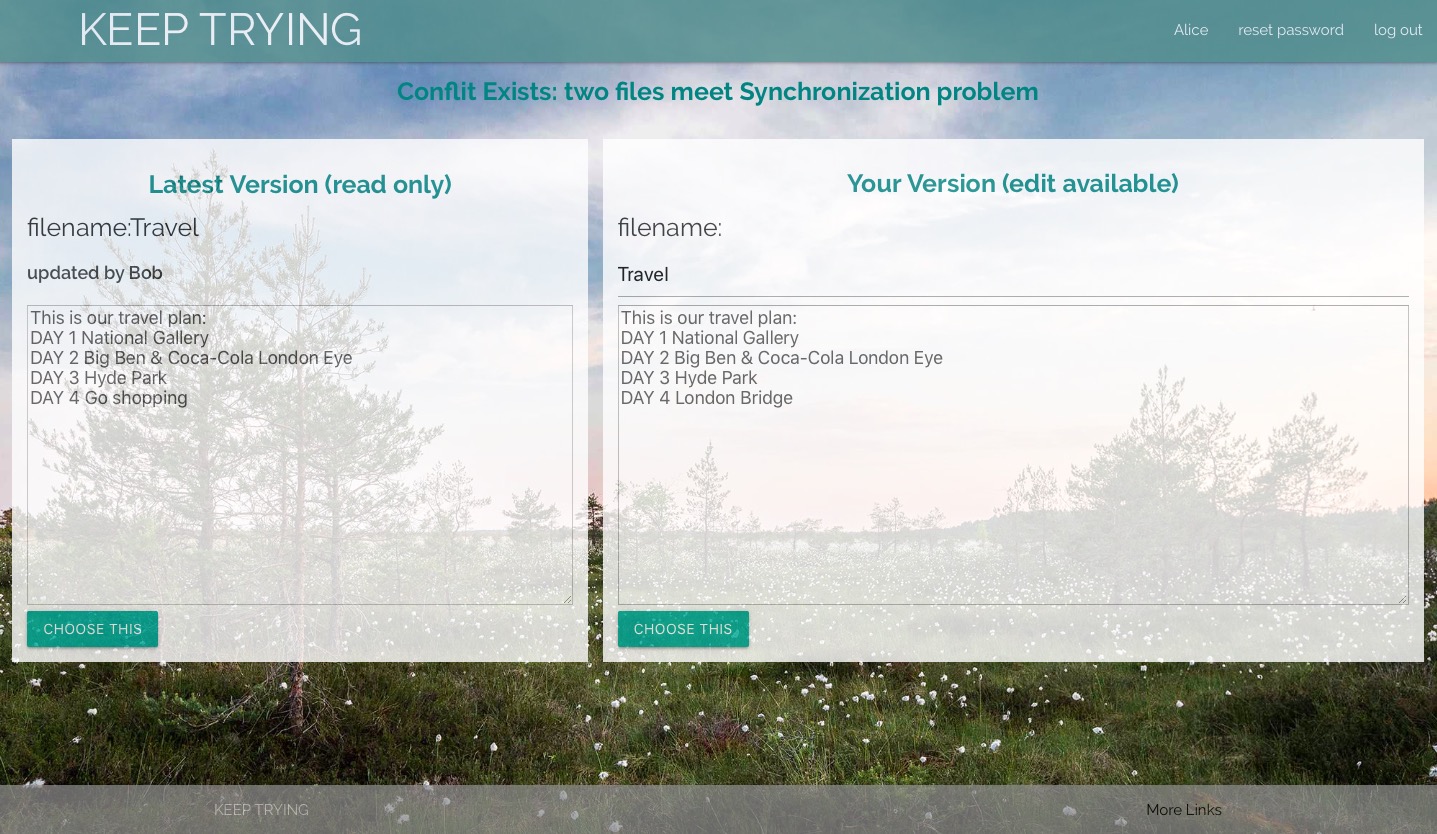 KEEP TRYING
Alice reset password log out
Conflit Exists: two files meet Synchronization problem
Latest Version (read only)
filename:Travel
updated by Bob
This is our travel plan:
DAY 1 National Gallery
DAY 2 Big Ben & Coca-Cola London Eye
DAY 3 Hyde Park
DAY 4 Go shopping
CHOOSE THIS
Your Version (edit available)
filename:
Travel
This is our travel plan:
DAY 1 National Gallery
DAY 2 Big Ben & Coca-Cola London Eye
DAY 3 Hyde Park
DAY 4 London Bridge
CHOOSE THIS
KEEP TRYING
More Links